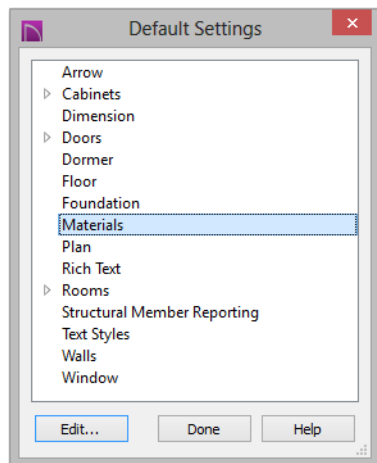 Default Settings
Arrow
Cabinets
Dimension
Doors
Dormer
Floor
Foundation
Materials
Plan
Rich Text
Rooms
Structural Member Reporting
Text Styles
Walls
Window
Edit... Done Help